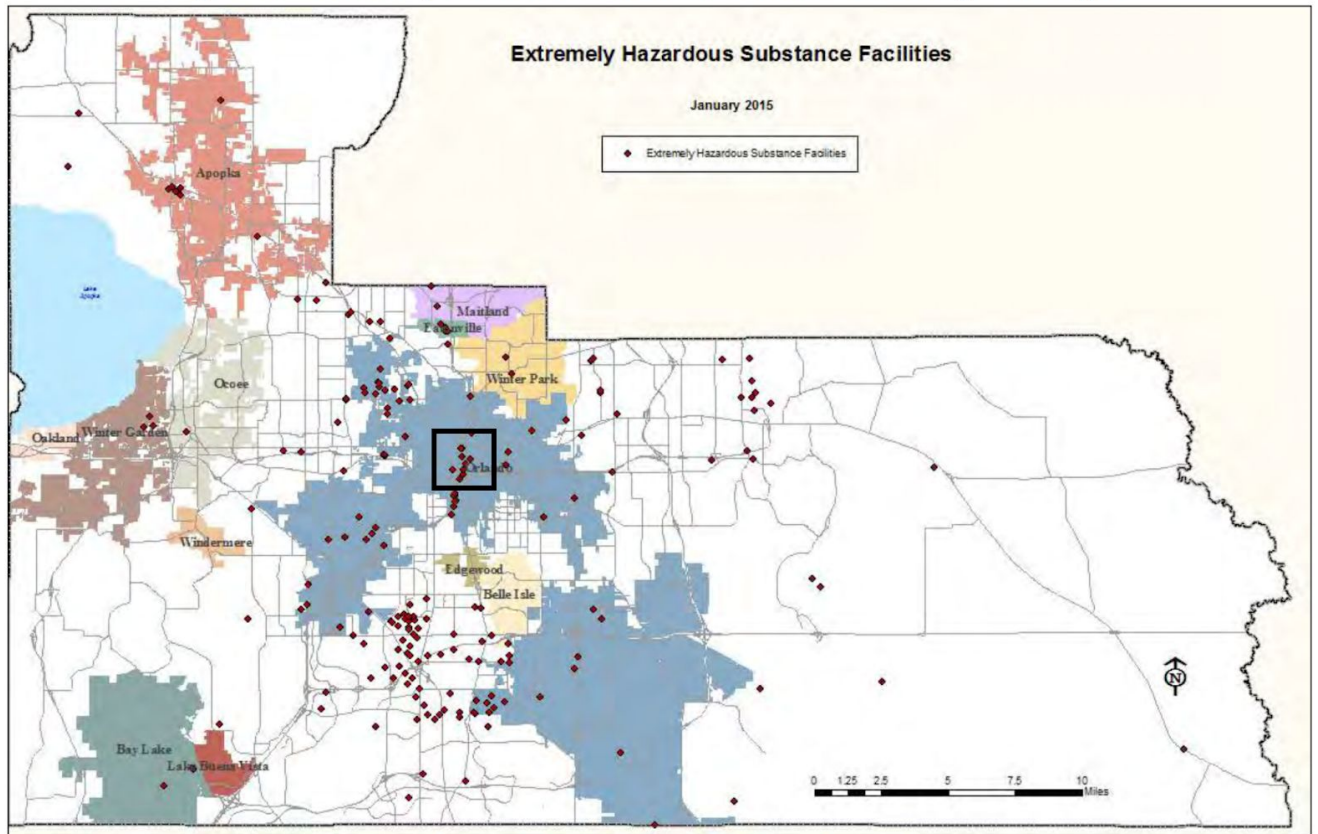 Extremely Hazardous Substance Facilities
January 2015
Extremely Hazardous Substance Facilities
Apopka
Lake
Apopka
Maitland
Eatonville
Winter Park
Ocoee
Oakland
Winter Garden
Orlando
Windermere
Edgewood
Belle Isle
N
Bay Lake
Lake Buena Vista
0 1.25 2.5 5 7.5 10
Miles